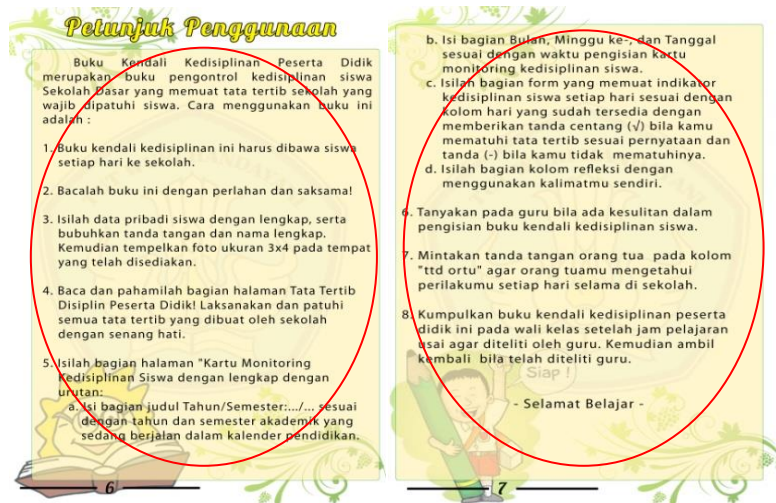 Petunjuk Penggunaan
Buku Kendali Kedisiplinan Peserta Didik
merupakan buku pengontrol kedisiplinan siswa
Sekolah Dasar yang memuat tata tertib sekolah yang
wajib dipatuhi siswa. Cara menggunakan buku ini
adalah :
1. Buku kendali kedisiplinan ini harus dibawa siswa
setiap hari ke sekolah.
2. Bacalah buku ini dengan perlahan dan saksama!
3. Isilah data pribadi siswa dengan lengkap, serta
bubuhkan tanda tangan dan nama lengkap.
Kemudian tempelkan foto ukuran 3x4 pada tempat
yang telah disediakan.
4. Baca dan pahamilah bagian halaman Tata Tertib
Disiplin Peserta Didik! Laksanakan dan patuhi
semua tata tertib yang dibuat oleh sekolah
dengan senang hati.
5. Isilah bagian halaman "Kartu Monitoring
Kedisiplinan Siswa dengan lengkap dengan
urutan:
a. Isi bagian judul Tahun/Semester:.../... sesuai
dengan tahun dan semester akademik yang
sedang berjalan dalam kalender pendidikan.
6
b. Isi bagian Bulan, Minggu ke-, dan Tanggal
sesuai dengan waktu pengisian kartu
monitoring kedisiplinan siswa.
c. Isilah bagian form yang memuat indikator
kedisiplinan siswa setiap hari sesuai dengan
kolom hari yang sudah tersedia dengan
memberikan tanda centang (√) bila kamu
mematuhi tata tertib sesuai pernyataan dan
tanda (-) bila kamu tidak mematuhinya.
d. Isilah bagian kolom refleksi dengan
menggunakan kalimatmu sendiri.
6. Tanyakan pada guru bila ada kesulitan dalam
pengisian buku kendali kedisiplinan siswa.
7. Mintakan tanda tangan orang tua pada kolom
"ttd ortu" agar orang tuamu mengetahui
perilakumu setiap hari selama di sekolah.
8. Kumpulkan buku kendali kedisiplinan peserta
didik ini pada wali kelas setelah jam pelajaran
usai agar diteliti oleh guru. Kemudian ambil
kembali bila telah diteliti guru.
Siap !
- Selamat Belajar -
7